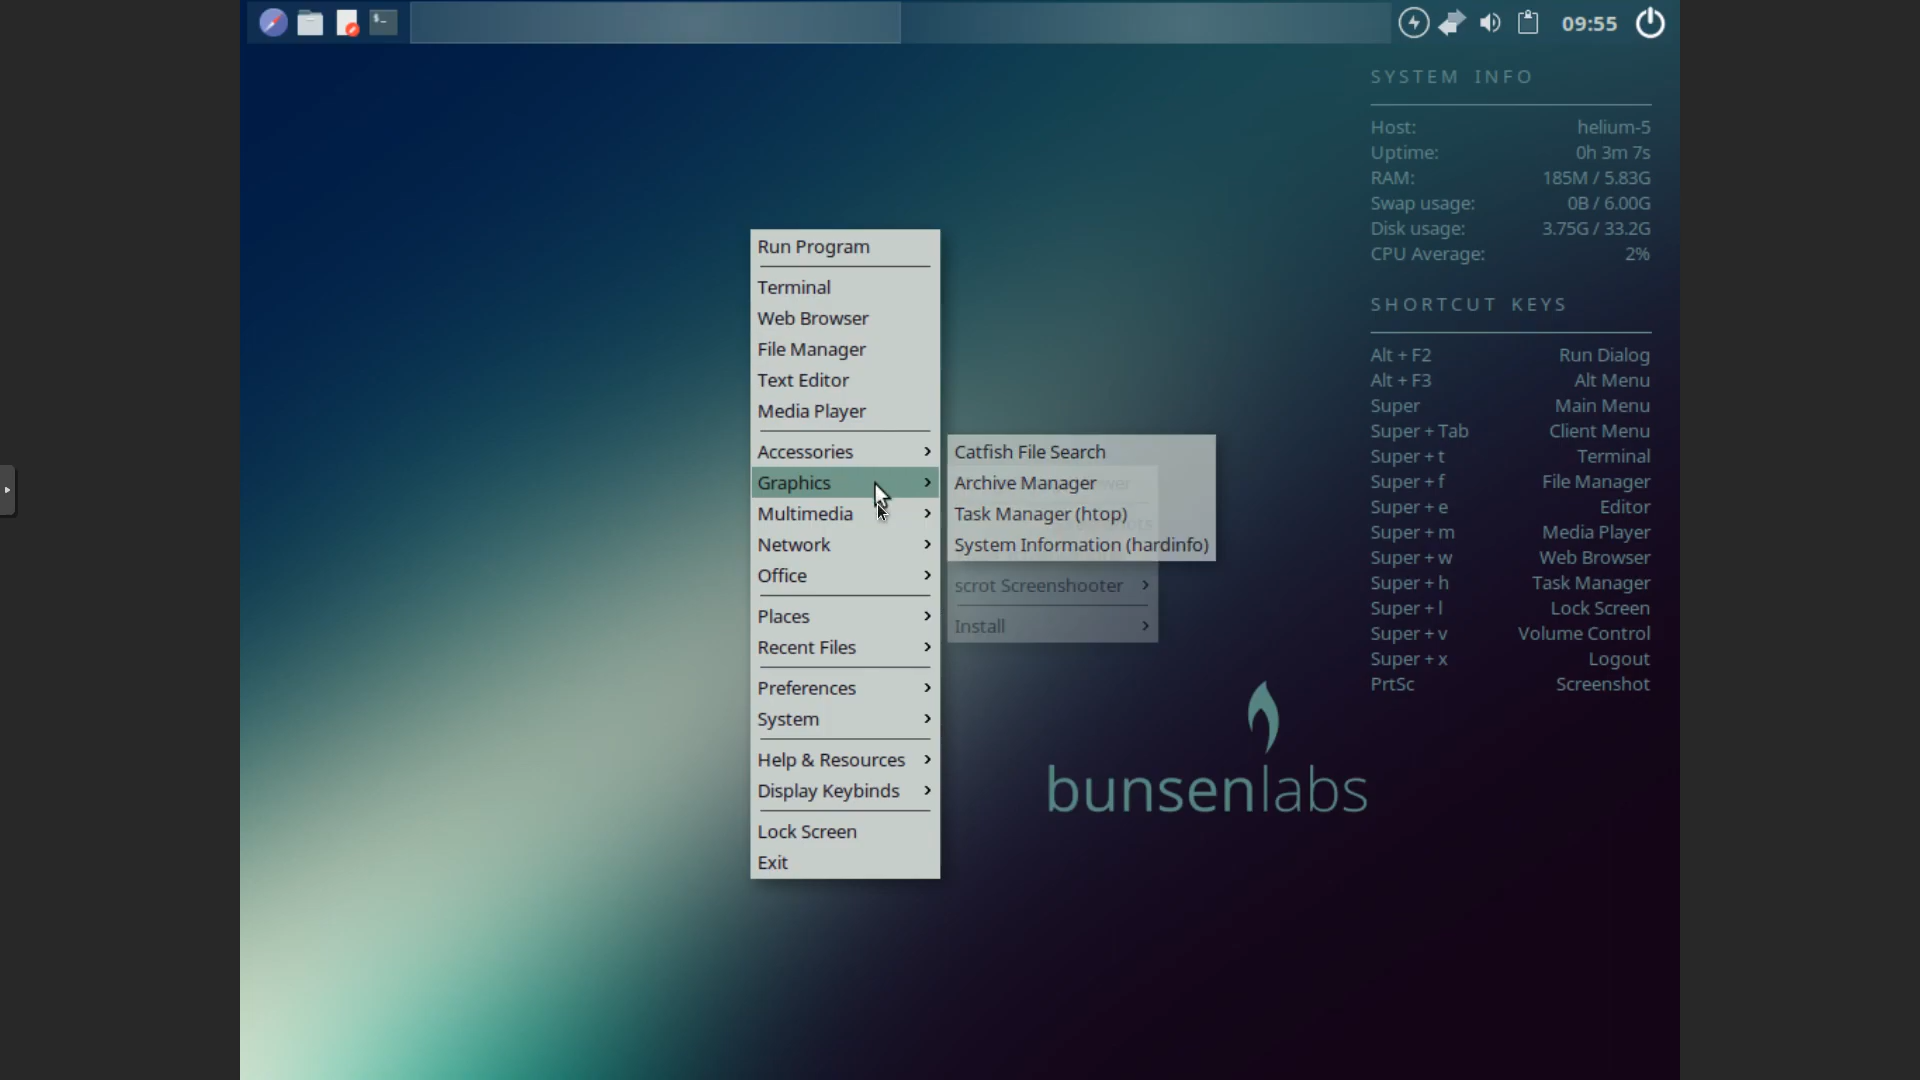 09:55
SYSTEM INFO
Host: helium-5
Uptime: 0h 3m 7s
RAM: 185M / 5.83G
Swap usage: 0B / 6.00G
Disk usage: 3.75G / 33.2G
CPU Average: 2%
SHORTCUT KEYS
Alt + F2 Run Dialog
Alt + F3 Alt Menu
Super Main Menu
Super + Tab Client Menu
Super + t Terminal
Super + f File Manager
Super + e Editor
Super + m Media Player
Super + w Web Browser
Super + h Task Manager
Super + l Lock Screen
Super + v Volume Control
Super + x Logout
PrtSc Screenshot
Run Program
Terminal
Web Browser
File Manager
Text Editor
Media Player
Accessories
Graphics
Multimedia
Network
Office
Places
Recent Files
Preferences
System
Help & Resources
Display Keybinds
Lock Screen
Exit
Catfish File Search
Archive Manager
Task Manager (htop)
System Information (hardinfo)
scrot Screenshooter
Install
bunsenlabs